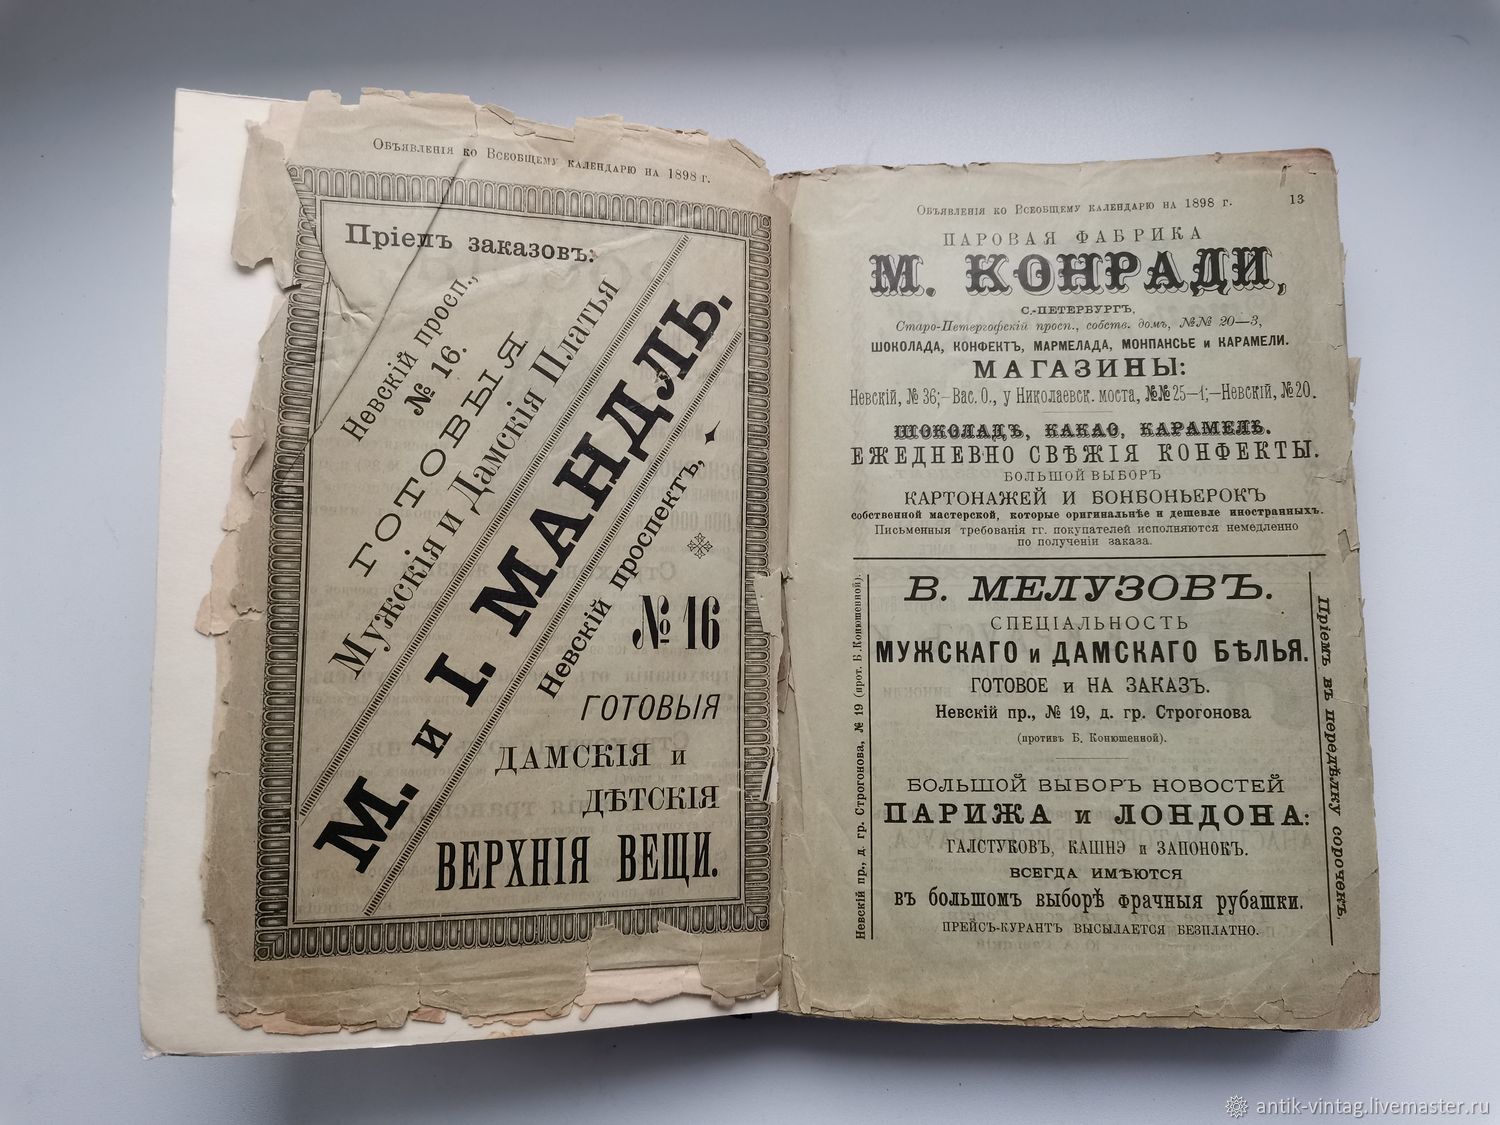 Объявленія ко Всеобщему календарю на 1898 г.
Пріемъ заказовъ:
Невскій просп.,
№ 16.
ГОТОВЫЯ
Мужскія и Дамскія Платья
М. и І. МАНДЛЬ.
Невскій проспектъ,
№ 16
ГОТОВЫЯ
ДАМСКІЯ и
ДѢТСКІЯ
ВЕРХНІЯ ВЕЩИ.
Объявленія ко Всеобщему календарю на 1898 г. 13
ПАРОВАЯ ФАБРИКА
М. КОНРАДИ,
С.-ПЕТЕРБУРГЪ,
Старо-Петергофскій просп., собств. домъ, №№ 20—3,
ШОКОЛАДА, КОНФЕКТЪ, МАРМЕЛАДА, МОНПАНСЬЕ и КАРАМЕЛИ.
МАГАЗИНЫ:
Невскій, № 36;—Вас. О., у Николаевск. моста, №№ 25—1;—Невскій, № 20.
ШОКОЛАДЪ, КАКАО, КАРАМЕЛЬ.
ЕЖЕДНЕВНО СВѢЖІЯ КОНФЕКТЫ.
БОЛЬШОЙ ВЫБОРЪ
КАРТОНАЖЕЙ И БОНБОНЬЕРОКЪ
собственной мастерской, которые оригинальнѣе и дешевле иностранныхъ.
Письменныя требованія гг. покупателей исполняются немедленно
по полученіи заказа.
Невскій пр., д. гр. Строгонова, № 19 (прот. Б. Конюшенной).
В. МЕЛУЗОВЪ.
СПЕЦІАЛЬНОСТЬ
МУЖСКАГО и ДАМСКАГО БѢЛЬЯ.
ГОТОВОЕ и НА ЗАКАЗЪ.
Невскій пр., № 19, д. гр. Строгонова
(противъ Б. Конюшенной).
БОЛЬШОЙ ВЫБОРЪ НОВОСТЕЙ
ПАРИЖА и ЛОНДОНА:
ГАЛСТУКОВЪ, КАШНЭ и ЗАПОНОКЪ.
ВСЕГДА ИМѢЮТСЯ
въ большомъ выборѣ фрачныя рубашки.
ПРЕЙСЪ-КУРАНТЪ ВЫСЫЛАЕТСЯ БЕЗПЛАТНО.
Пріемъ въ передѣлку сорочекъ.
antik-vintag.livemaster.ru